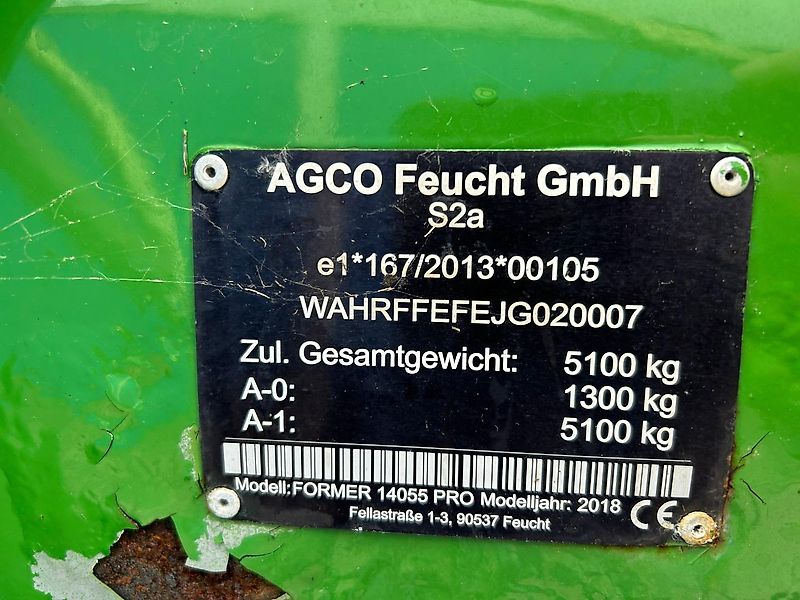 AGCO Feucht GmbH
S2a
e1*167/2013*00105
WAHRFFEFEJG020007
Zul. Gesamtgewicht: 5100 kg
A-0: 1300 kg
A-1: 5100 kg
Modell:FORMER 14055 PRO Modelljahr: 2018 CE
Fellastraße 1-3, 90537 Feucht